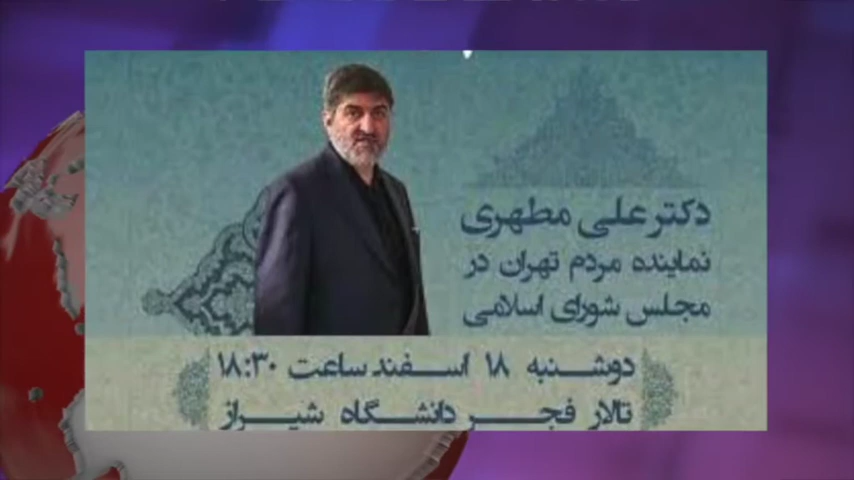 دکتر علی مطهری
نماینده مردم تهران در
مجلس شورای اسلامی
دوشنبه ۱۸ اسفند ساعت ۱۸:۳۰
تالار فجر دانشگاه شیراز